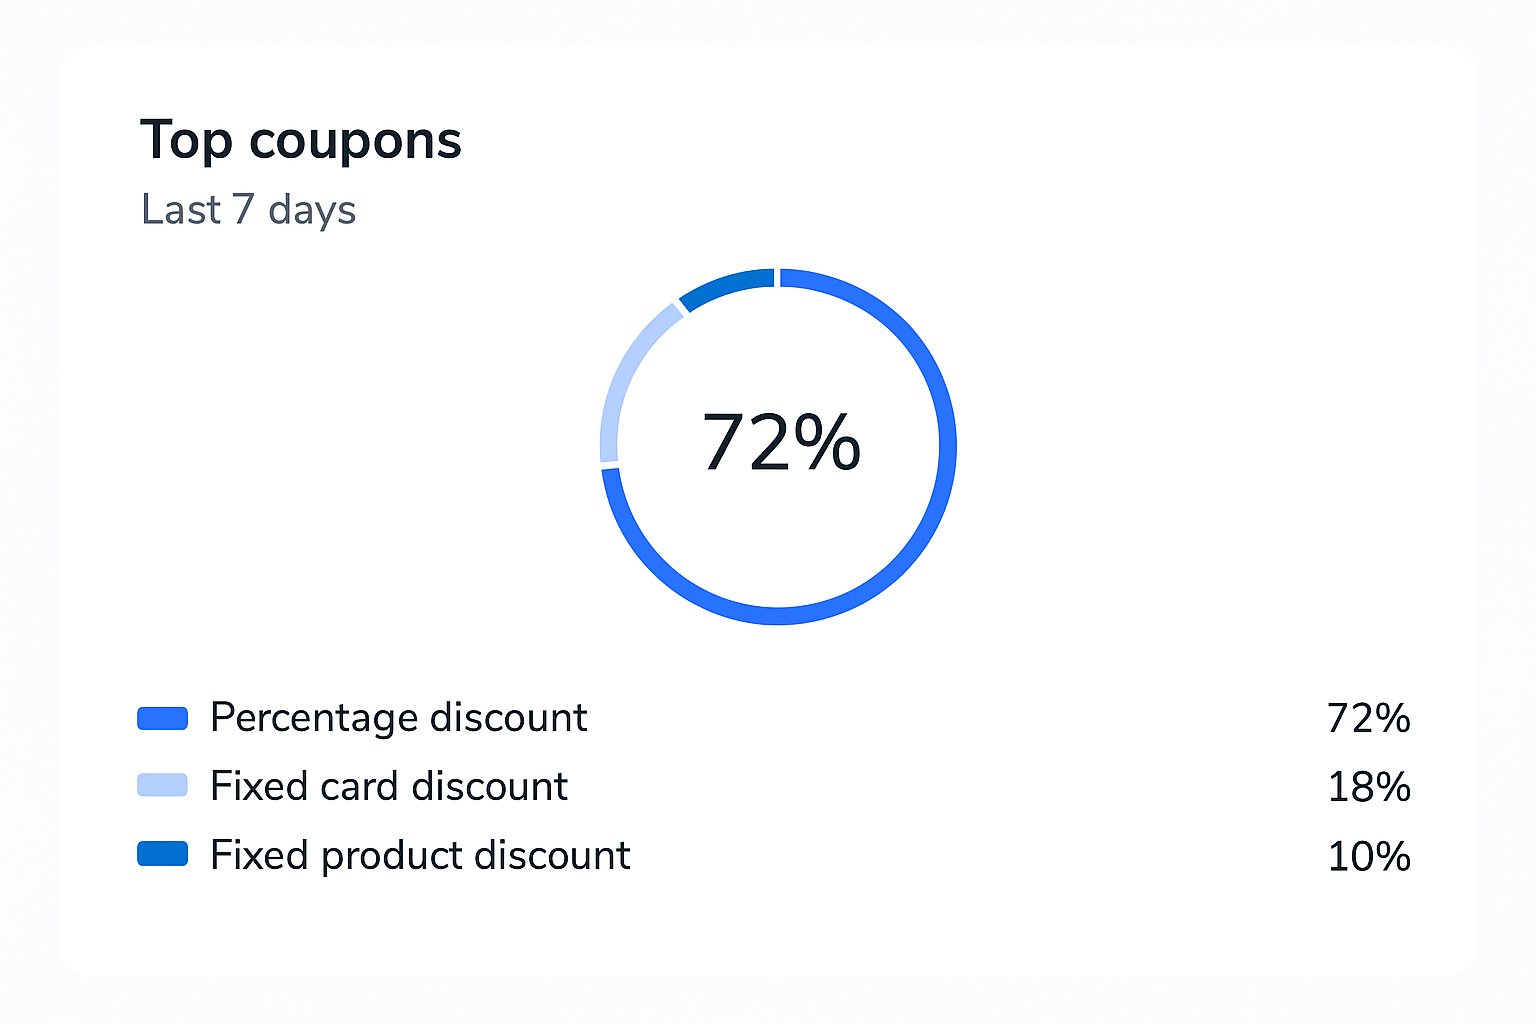 Top coupons
Last 7 days
72%
Percentage discount 72%
Fixed card discount 18%
Fixed product discount 10%